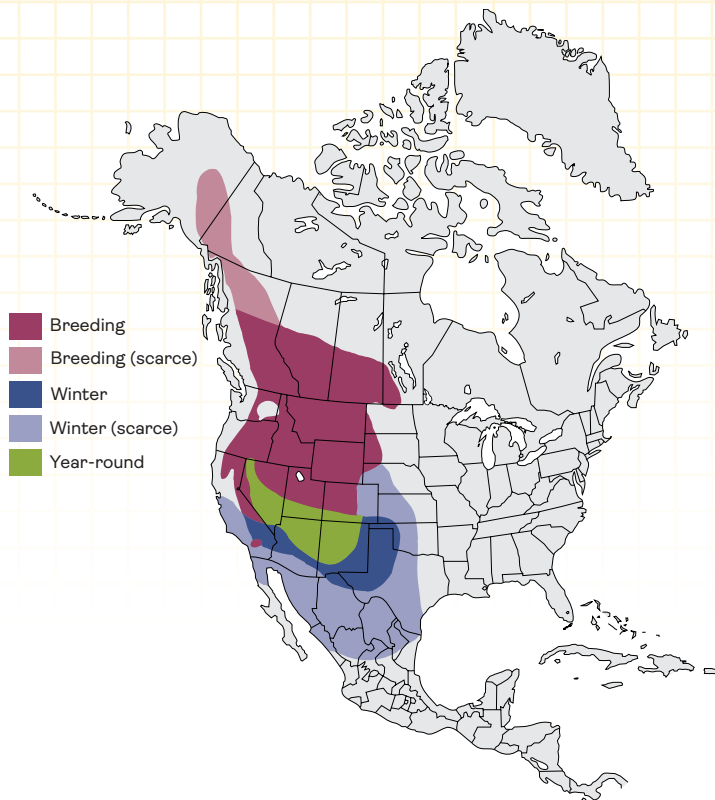 Breeding
Breeding (scarce)
Winter
Winter (scarce)
Year-round